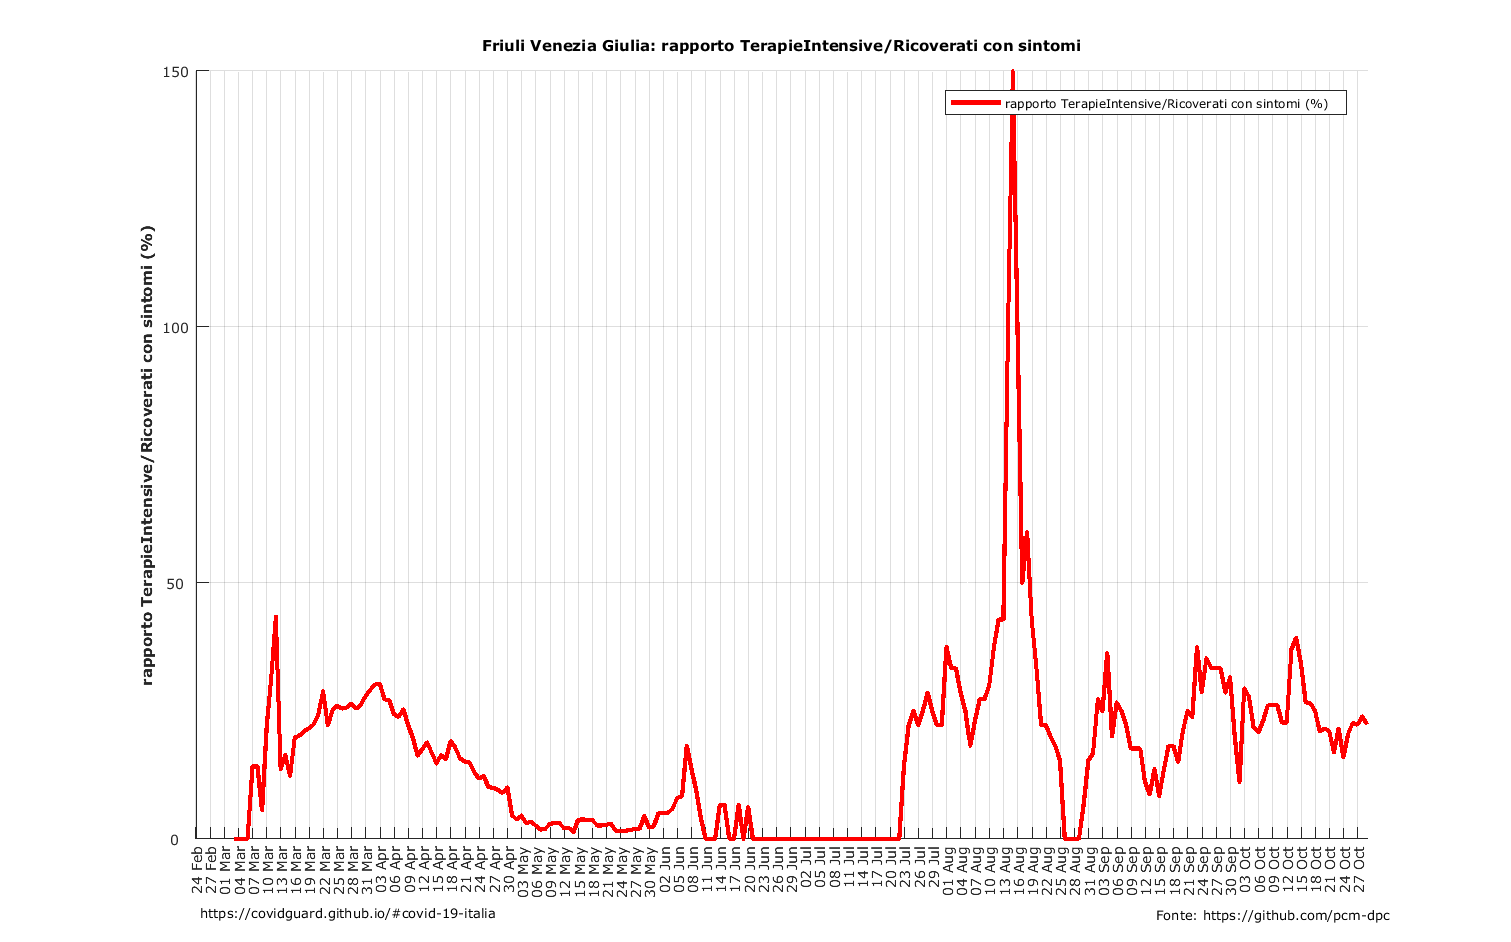 Friuli Venezia Giulia: rapporto TerapieIntensive/Ricoverati con sintomi
rapporto TerapieIntensive/Ricoverati con sintomi (%)
rapporto TerapieIntensive/Ricoverati con sintomi (%)
150
100
50
0
24 Feb
27 Feb
01 Mar
04 Mar
07 Mar
10 Mar
13 Mar
16 Mar
19 Mar
22 Mar
25 Mar
28 Mar
31 Mar
03 Apr
06 Apr
09 Apr
12 Apr
15 Apr
18 Apr
21 Apr
24 Apr
27 Apr
30 Apr
03 May
06 May
09 May
12 May
15 May
18 May
21 May
24 May
27 May
30 May
02 Jun
05 Jun
08 Jun
11 Jun
14 Jun
17 Jun
20 Jun
23 Jun
26 Jun
29 Jun
02 Jul
05 Jul
08 Jul
11 Jul
14 Jul
17 Jul
20 Jul
23 Jul
26 Jul
29 Jul
01 Aug
04 Aug
07 Aug
10 Aug
13 Aug
16 Aug
19 Aug
22 Aug
25 Aug
28 Aug
31 Aug
03 Sep
06 Sep
09 Sep
12 Sep
15 Sep
18 Sep
21 Sep
24 Sep
27 Sep
30 Sep
03 Oct
06 Oct
09 Oct
12 Oct
15 Oct
18 Oct
21 Oct
24 Oct
27 Oct
https://covidguard.github.io/#covid-19-italia
Fonte: https://github.com/pcm-dpc